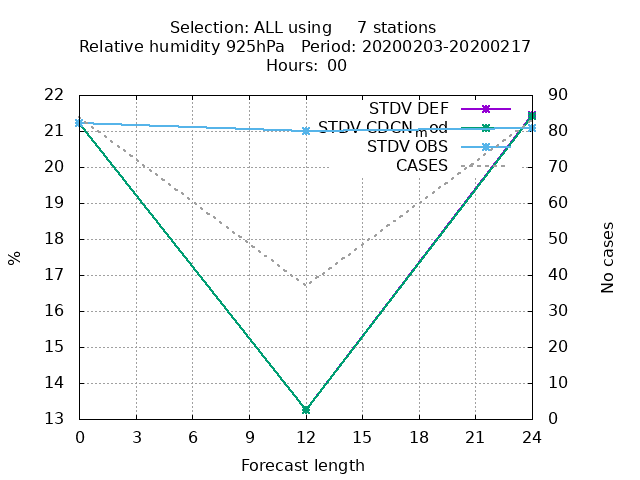 Selection: ALL using     7 stations
Relative humidity 925hPa   Period: 20200203-20200217
Hours:  00
22 90
STDV DEF
21 80
STDV CDCN_mod
STDV OBS
20 70
CASES
19 60
18 50
17 40
16 30
15 20
14 10
13 0
%
No cases
0 3 6 9 12 15 18 21 24
Forecast length